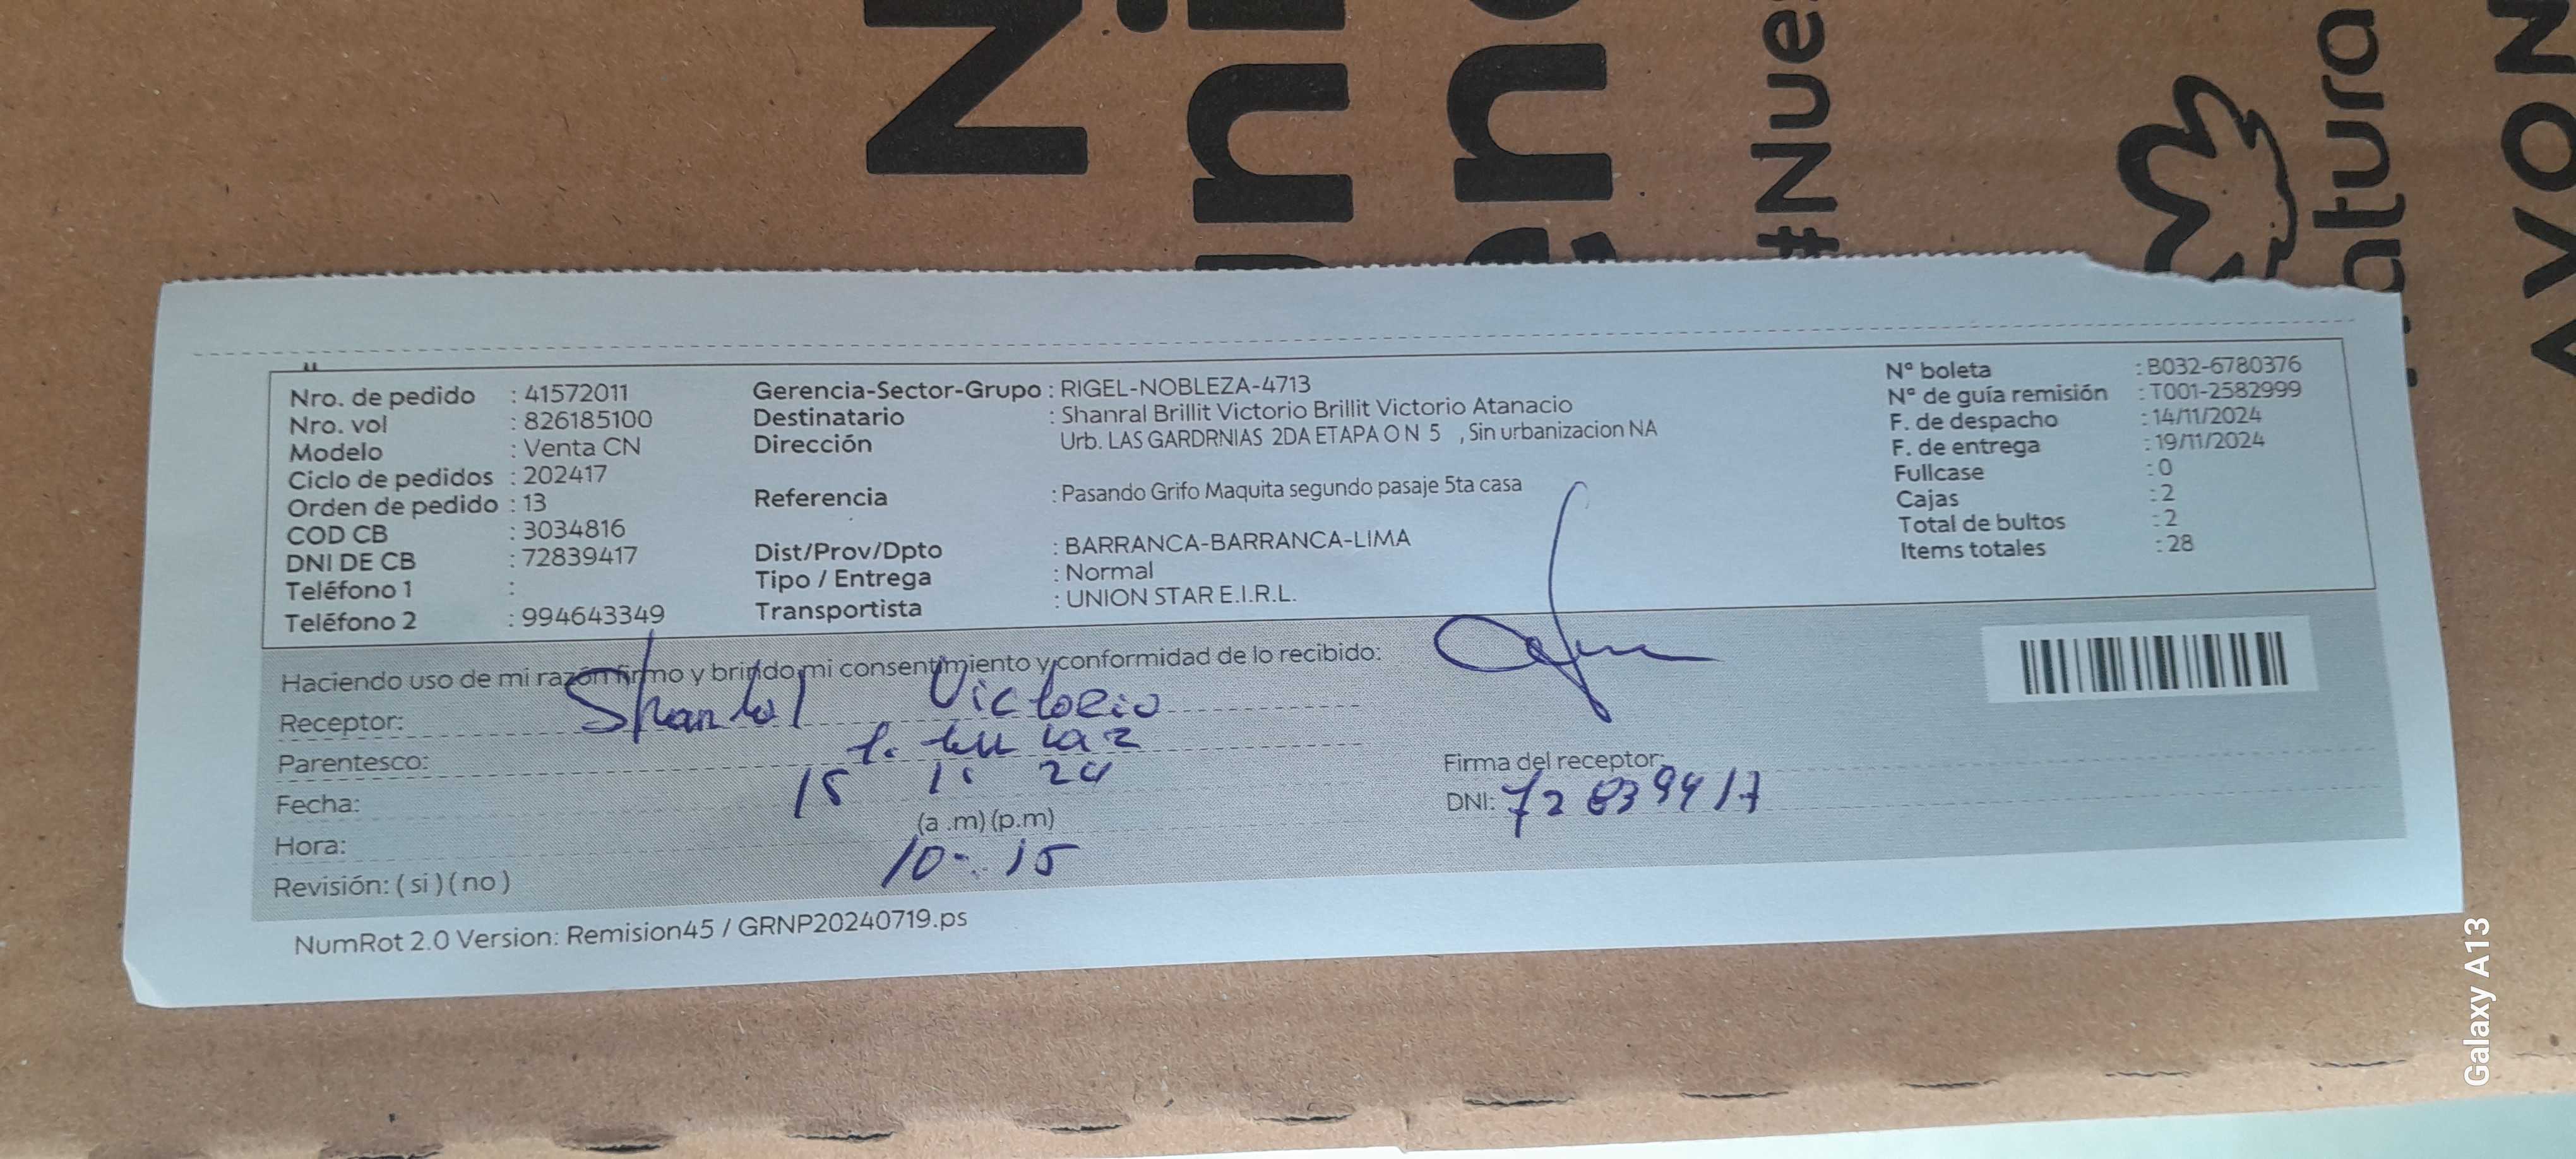 #Nue
natura
AVON
Nro. de pedido : 41572011
Nro. vol : 826185100
Modelo : Venta CN
Ciclo de pedidos : 202417
Orden de pedido : 13
COD CB : 3034816
DNI DE CB : 72839417
Teléfono 1 :
Teléfono 2 : 994643349
Gerencia-Sector-Grupo : RIGEL-NOBLEZA-4713
Destinatario : Shanral Brillit Victorio Brillit Victorio Atanacio
Dirección Urb. LAS GARDRNIAS 2DA ETAPA O N 5 , Sin urbanizacion NA
Referencia : Pasando Grifo Maquita segundo pasaje 5ta casa
Dist/Prov/Dpto : BARRANCA-BARRANCA-LIMA
Tipo / Entrega : Normal
Transportista : UNION STAR E.I.R.L.
N° boleta : B032-6780376
N° de guía remisión : T001-2582999
F. de despacho : 14/11/2024
F. de entrega : 19/11/2024
Fullcase : 0
Cajas : 2
Total de bultos : 2
Items totales : 28
Haciendo uso de mi razón firmo y brindo mi consentimiento y conformidad de lo recibido:
Receptor: Victorio
Parentesco:
Fecha: 15 11 24
(a .m) (p.m)
Hora: 10:15
Revisión: ( si ) ( no )
Firma del receptor:
DNI: 72839417
NumRot 2.0 Version: Remision45 / GRNP20240719.ps
Galaxy A13